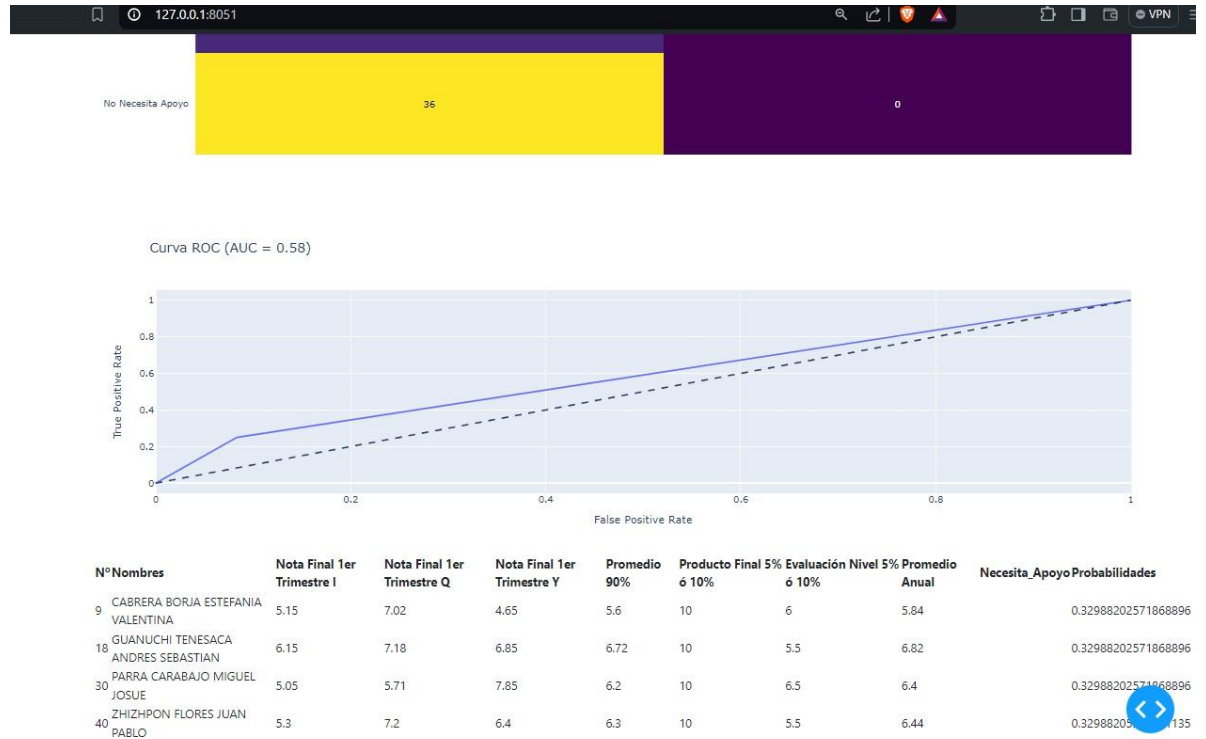 127.0.0.1:8051
VPN
No Necesita Apoyo
36
0
Curva ROC (AUC = 0.58)
1
0.8
0.6
0.4
0.2
0
True Positive Rate
0
0.2
0.4
0.6
0.8
1
False Positive Rate
Nº Nombres Nota Final 1er Trimestre I Nota Final 1er Trimestre Q Nota Final 1er Trimestre Y Promedio 90% Producto Final 5% ó 10% Evaluación Nivel 5% ó 10% Promedio Anual Necesita_Apoyo Probabilidades
9 CABRERA BORJA ESTEFANIA VALENTINA 5.15 7.02 4.65 5.6 10 6 5.84 0.32988202571868896
18 GUANUCHI TENESACA ANDRES SEBASTIAN 6.15 7.18 6.85 6.72 10 5.5 6.82 0.32988202571868896
30 PARRA CARABAJO MIGUEL JOSUE 5.05 5.71 7.85 6.2 10 6.5 6.4
40 ZHIZHPON FLORES JUAN PABLO 5.3 7.2 6.4 6.3 10 5.5 6.44